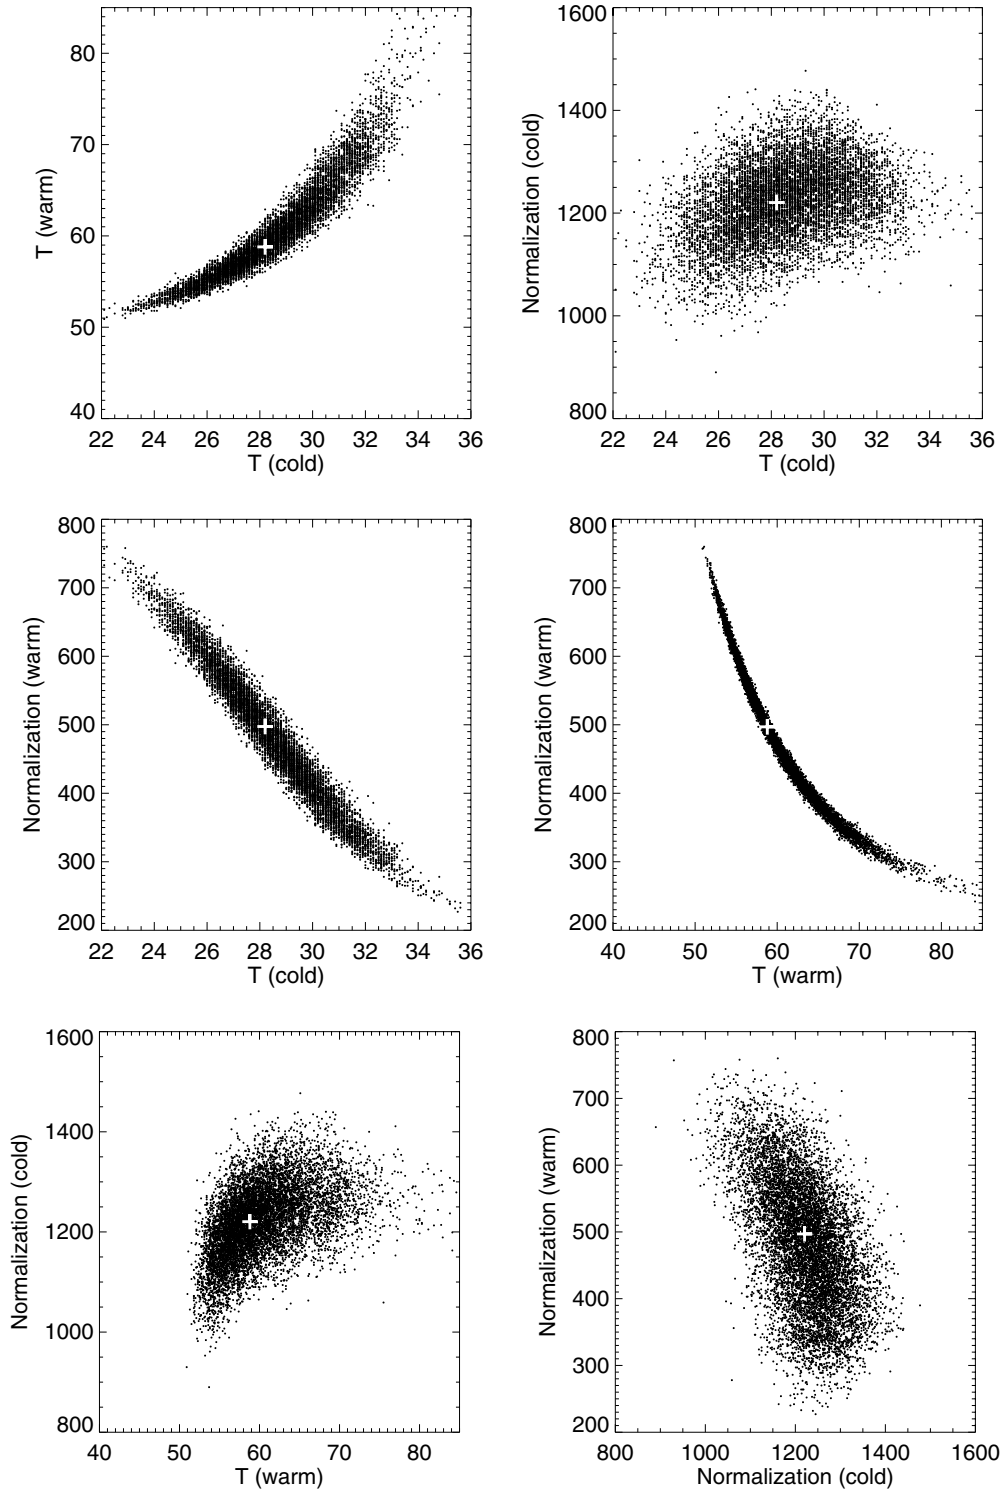 80
70
60
50
40
T (warm)
22 24 26 28 30 32 34 36
T (cold)
1600
1400
1200
1000
800
Normalization (cold)
22 24 26 28 30 32 34 36
T (cold)
800
700
600
500
400
300
200
Normalization (warm)
22 24 26 28 30 32 34 36
T (cold)
800
700
600
500
400
300
200
Normalization (warm)
40 50 60 70 80
T (warm)
1600
1400
1200
1000
800
Normalization (cold)
40 50 60 70 80
T (warm)
800
700
600
500
400
300
200
Normalization (warm)
800 1000 1200 1400 1600
Normalization (cold)